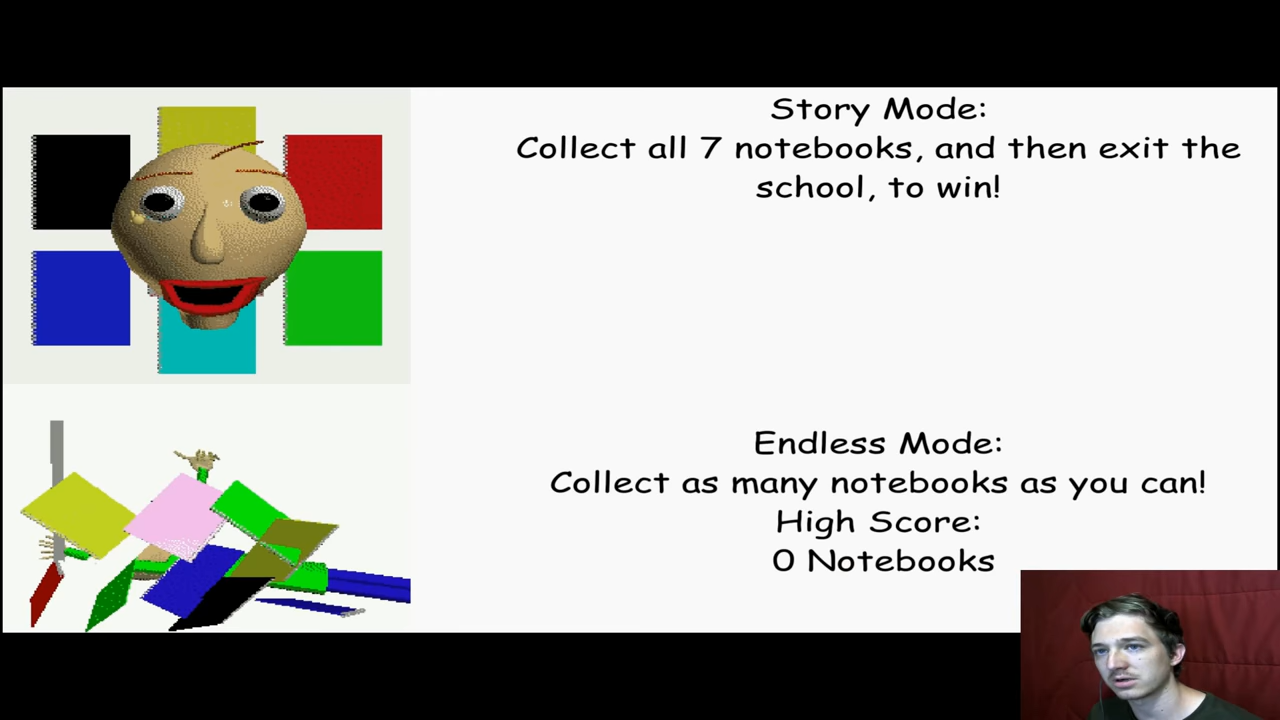 Story Mode:
Collect all 7 notebooks, and then exit the
school, to win!
Endless Mode:
Collect as many notebooks as you can!
High Score:
0 Notebooks